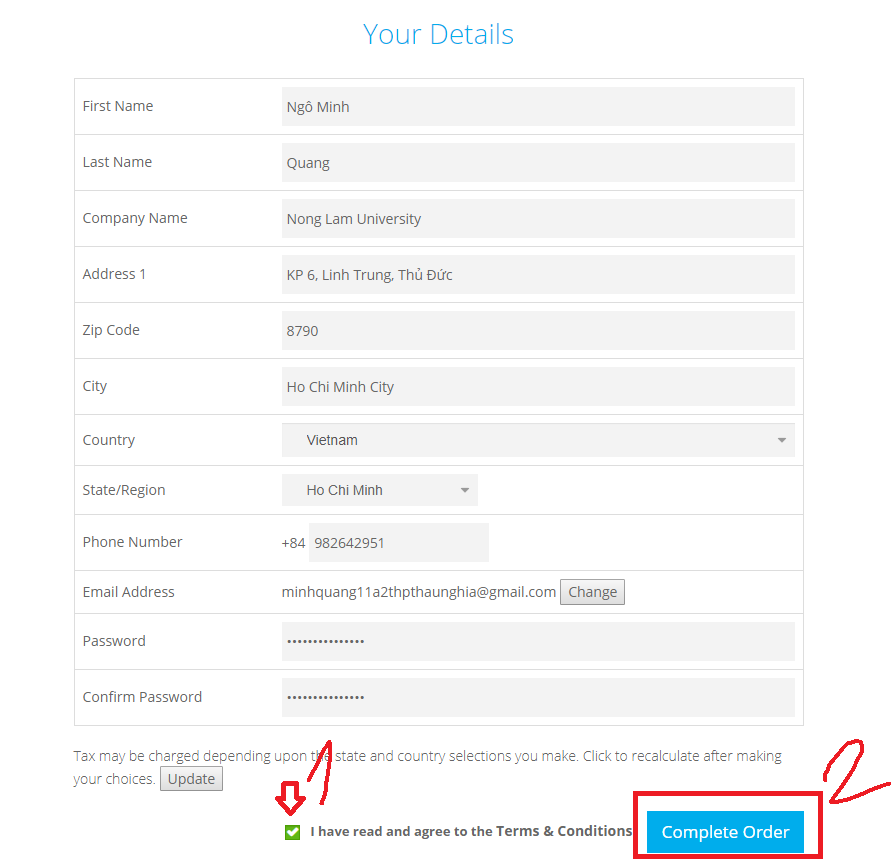 Your Details
First Name Ngô Minh
Last Name Quang
Company Name Nong Lam University
Address 1 KP 6, Linh Trung, Thủ Đức
Zip Code 8790
City Ho Chi Minh City
Country Vietnam
State/Region Ho Chi Minh
Phone Number +84 982642951
Email Address minhquang11a2thpthaunghia@gmail.com Change
Password •••••••••••••••
Confirm Password •••••••••••••••
Tax may be charged depending upon the state and country selections you make. Click to recalculate after making
your choices. Update
1
2
I have read and agree to the Terms & Conditions Complete Order